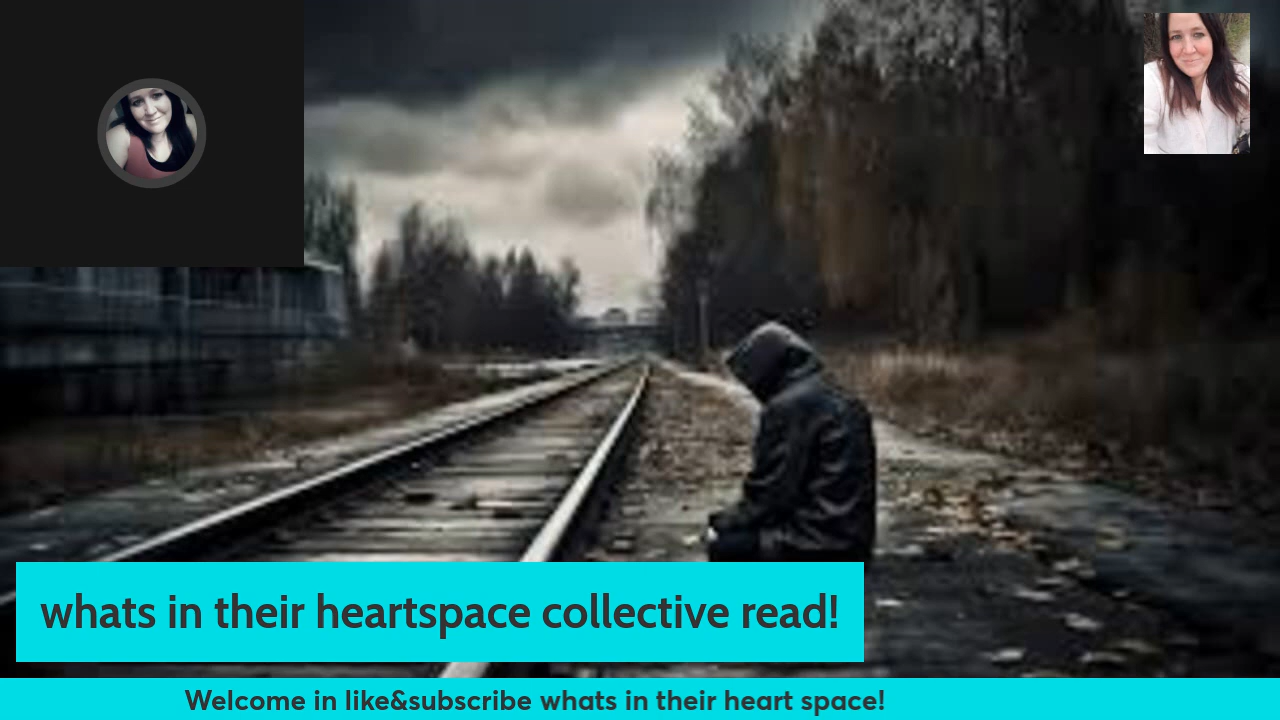 whats in their heartspace collective read!
Welcome in like&subscribe whats in their heart space!